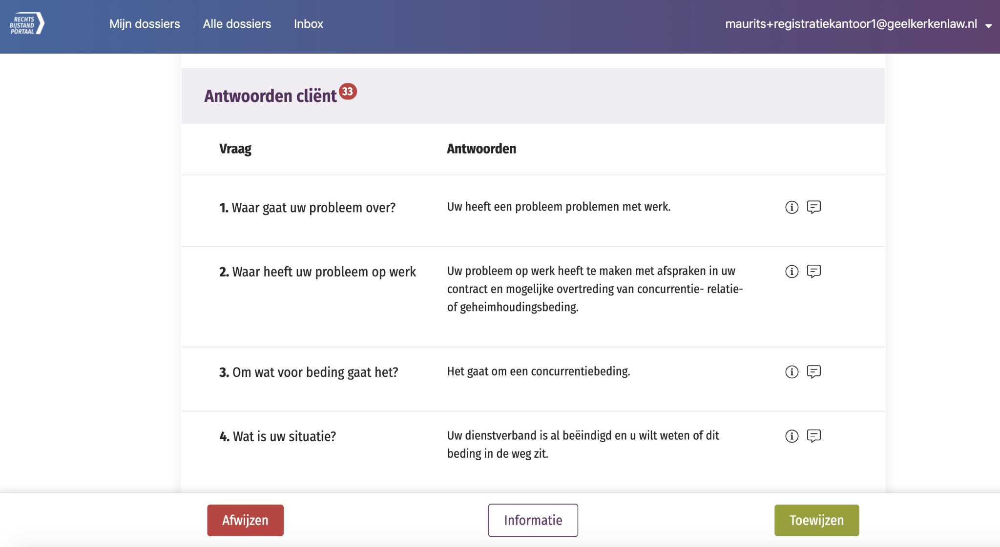 RECHTS
BIJSTAND
PORTAAL
Mijn dossiers
Alle dossiers
Inbox
maurits+registratiekantoor1@geelkerkenlaw.nl
Antwoorden cliënt 33
Vraag
Antwoorden
1. Waar gaat uw probleem over?
Uw heeft een probleem problemen met werk.
2. Waar heeft uw probleem op werk
Uw probleem op werk heeft te maken met afspraken in uw
contract en mogelijke overtreding van concurrentie- relatie-
of geheimhoudingsbeding.
3. Om wat voor beding gaat het?
Het gaat om een concurrentiebeding.
4. Wat is uw situatie?
Uw dienstverband is al beëindigd en u wilt weten of dit
beding in de weg zit.
Afwijzen
Informatie
Toewijzen